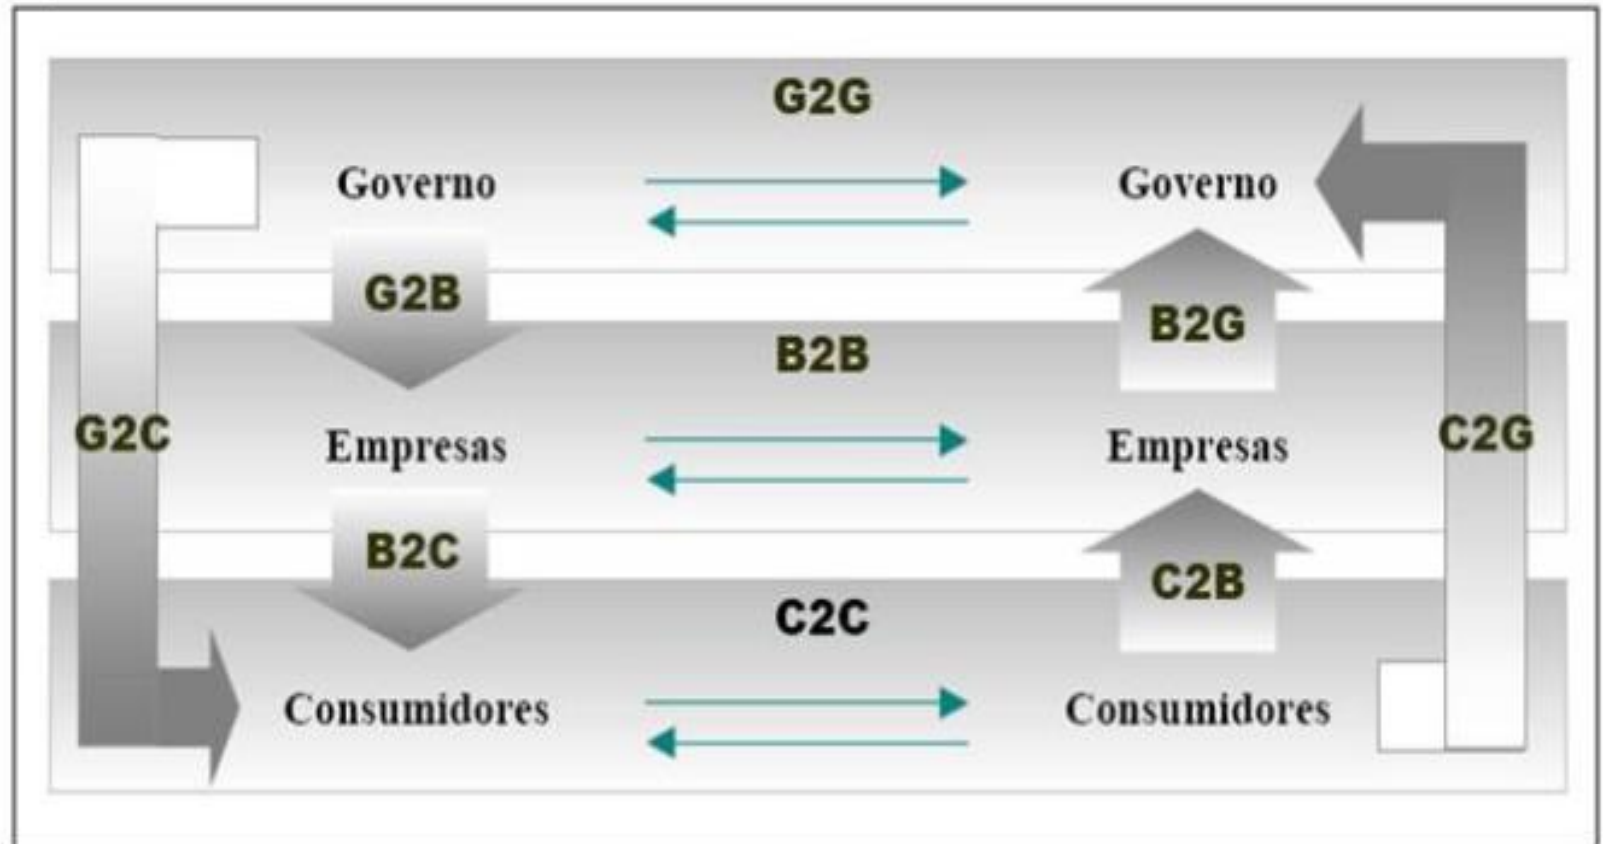 G2G
Governo Governo
G2B
B2G
B2B
G2C Empresas Empresas C2G
B2C
C2B
C2C
Consumidores Consumidores